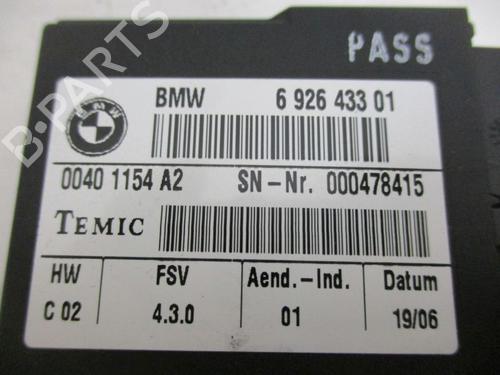 PASS
BMW 6 926 433 01
BMW
0040 1154 A2 SN-Nr. 000478415
TEMIC
HW FSV Aend.-Ind. Datum
C 02 4.3.0 01 19/06
B-PARTS